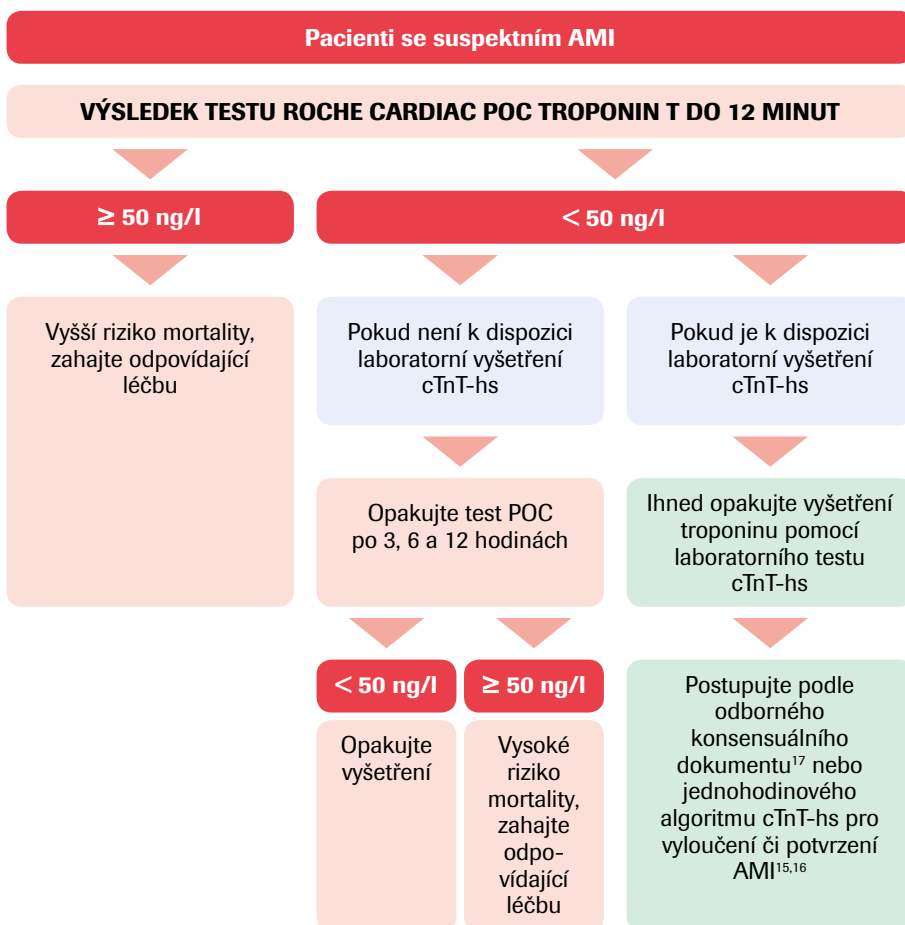 Pacienti se suspektním AMI
VÝSLEDEK TESTU ROCHE CARDIAC POC TROPONIN T DO 12 MINUT
≥ 50 ng/l
< 50 ng/l
Vyšší riziko mortality,
zahajte odpovídající
léčbu
Pokud není k dispozici
laboratorní vyšetření
cTnT-hs
Pokud je k dispozici
laboratorní vyšetření
cTnT-hs
Opakujte test POC
po 3, 6 a 12 hodinách
Ihned opakujte vyšetření
troponinu pomocí
laboratorního testu
cTnT-hs
< 50 ng/l
≥ 50 ng/l
Opakujte
vyšetření
Vysoké
riziko
mortality,
zahajte
odpo-
vídající
léčbu
Postupujte podle
odborného
konsensuálního
dokumentu¹⁷ nebo
jednohodinového
algoritmu cTnT-hs pro
vyloučení či potvrzení
AMI¹⁵,¹⁶